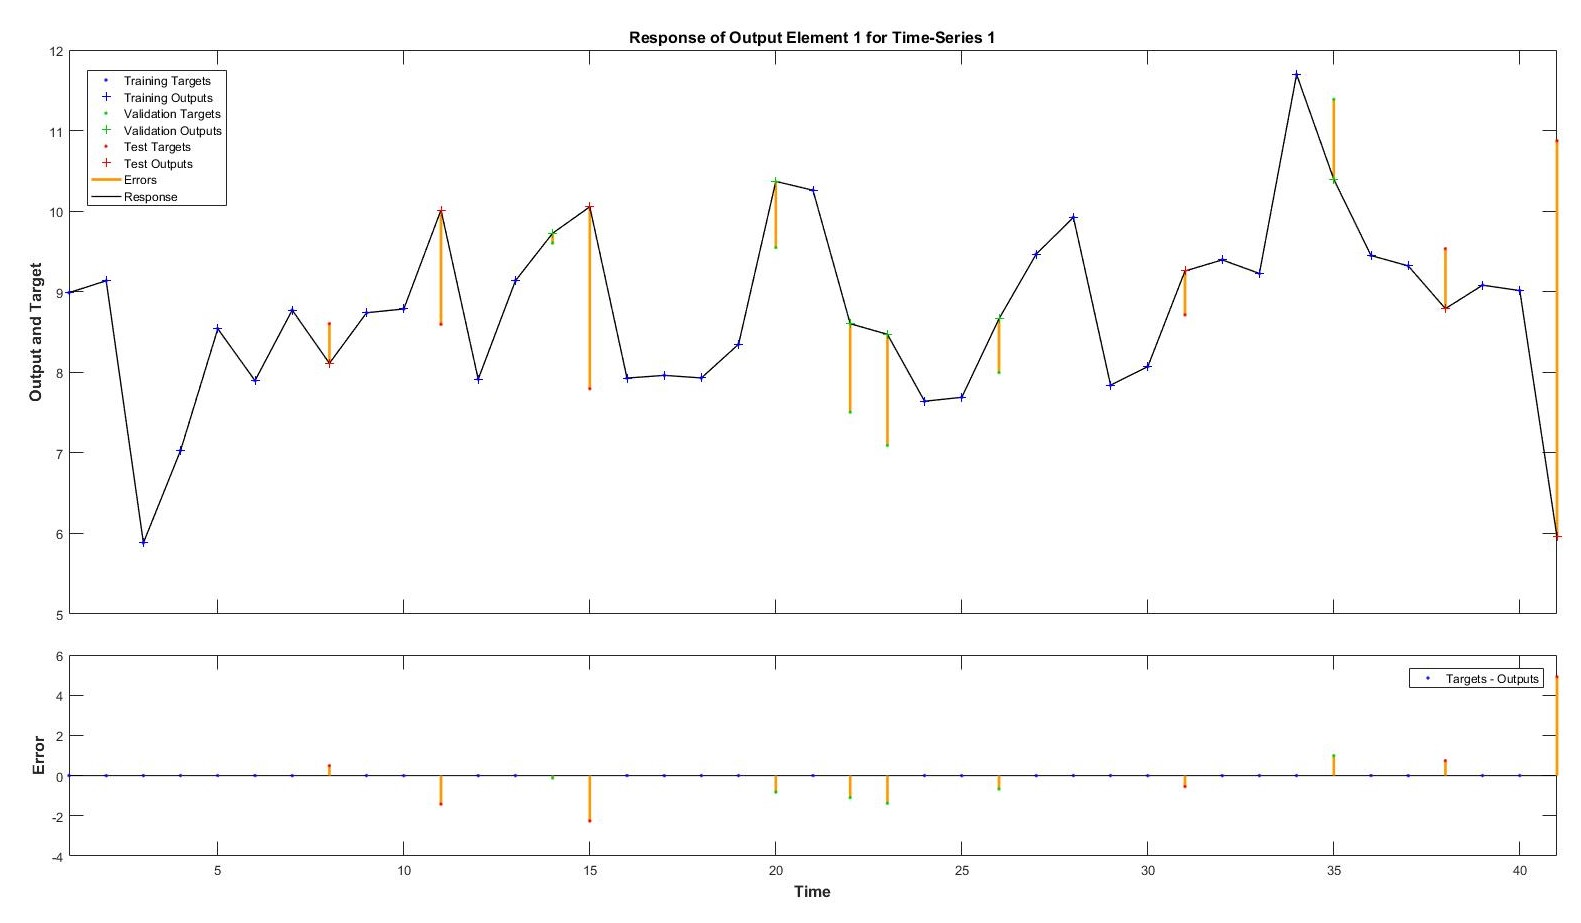 Response of Output Element 1 for Time-Series 1
12
11
10
9
8
7
6
5
Output and Target
Training Targets
Training Outputs
Validation Targets
Validation Outputs
Test Targets
Test Outputs
Errors
Response
6
4
2
0
-2
-4
Error
Targets - Outputs
5 10 15 20 25 30 35 40
Time